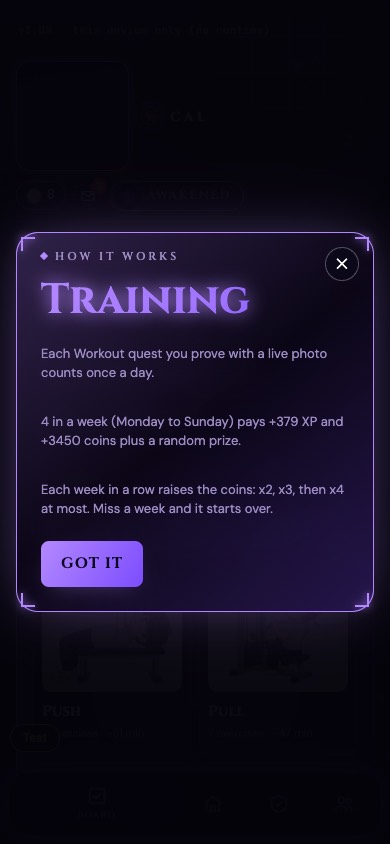 HOW IT WORKS
TRAINING
Each Workout quest you prove with a live photo
counts once a day.
4 in a week (Monday to Sunday) pays +379 XP and
+3450 coins plus a random prize.
Each week in a row raises the coins: x2, x3, then x4
at most. Miss a week and it starts over.
GOT IT
PUSH
PULL
Test